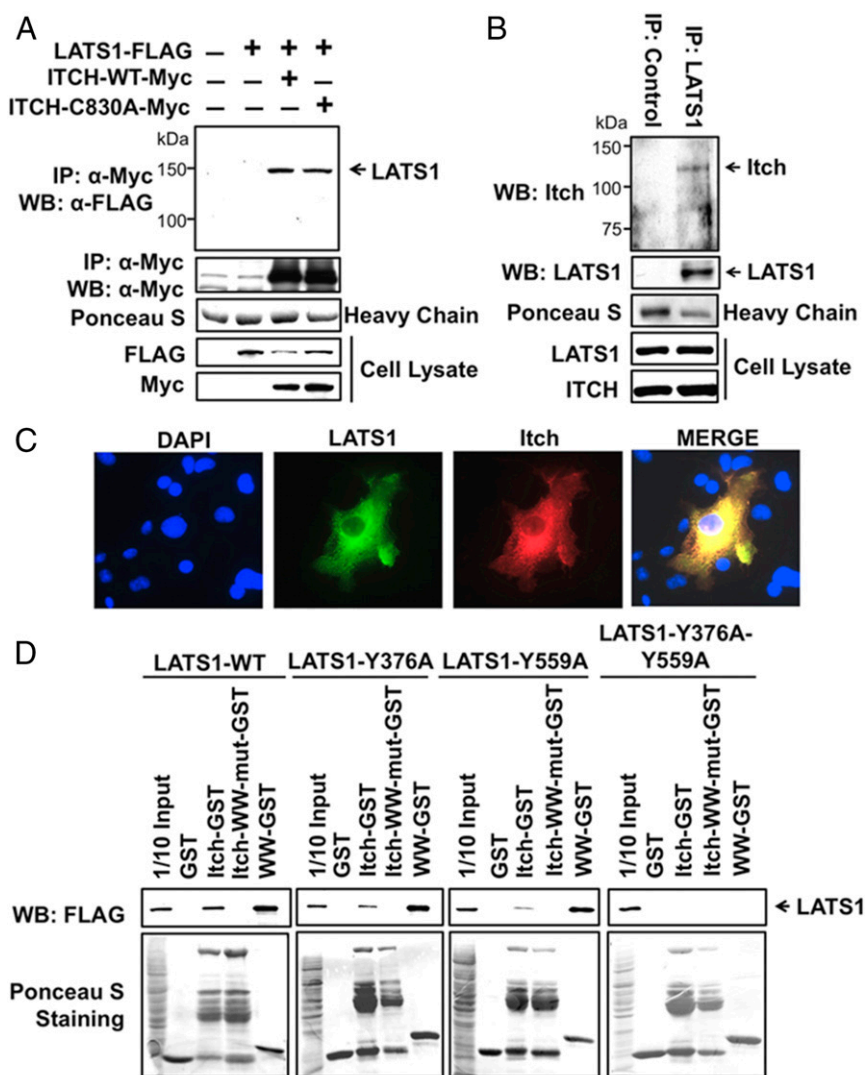 A
LATS1-FLAG – + + +
ITCH-WT-Myc – – + –
ITCH-C830A-Myc – – – +
kDa
150
100
IP: α-Myc
WB: α-FLAG
← LATS1
IP: α-Myc
WB: α-Myc
Ponceau S
Heavy Chain
FLAG
Myc
Cell Lysate
B
IP: Control
IP: LATS1
kDa
150
100
75
WB: Itch
← Itch
WB: LATS1
← LATS1
Ponceau S
Heavy Chain
LATS1
ITCH
Cell Lysate
C
DAPI
LATS1
Itch
MERGE
D
LATS1-WT
LATS1-Y376A
LATS1-Y559A
LATS1-Y376A-
Y559A
1/10 Input
GST
Itch-GST
Itch-WW-mut-GST
WW-GST
1/10 Input
GST
Itch-GST
Itch-WW-mut-GST
WW-GST
1/10 Input
GST
Itch-GST
Itch-WW-mut-GST
WW-GST
1/10 Input
GST
Itch-GST
Itch-WW-mut-GST
WW-GST
WB: FLAG
← LATS1
Ponceau S
Staining